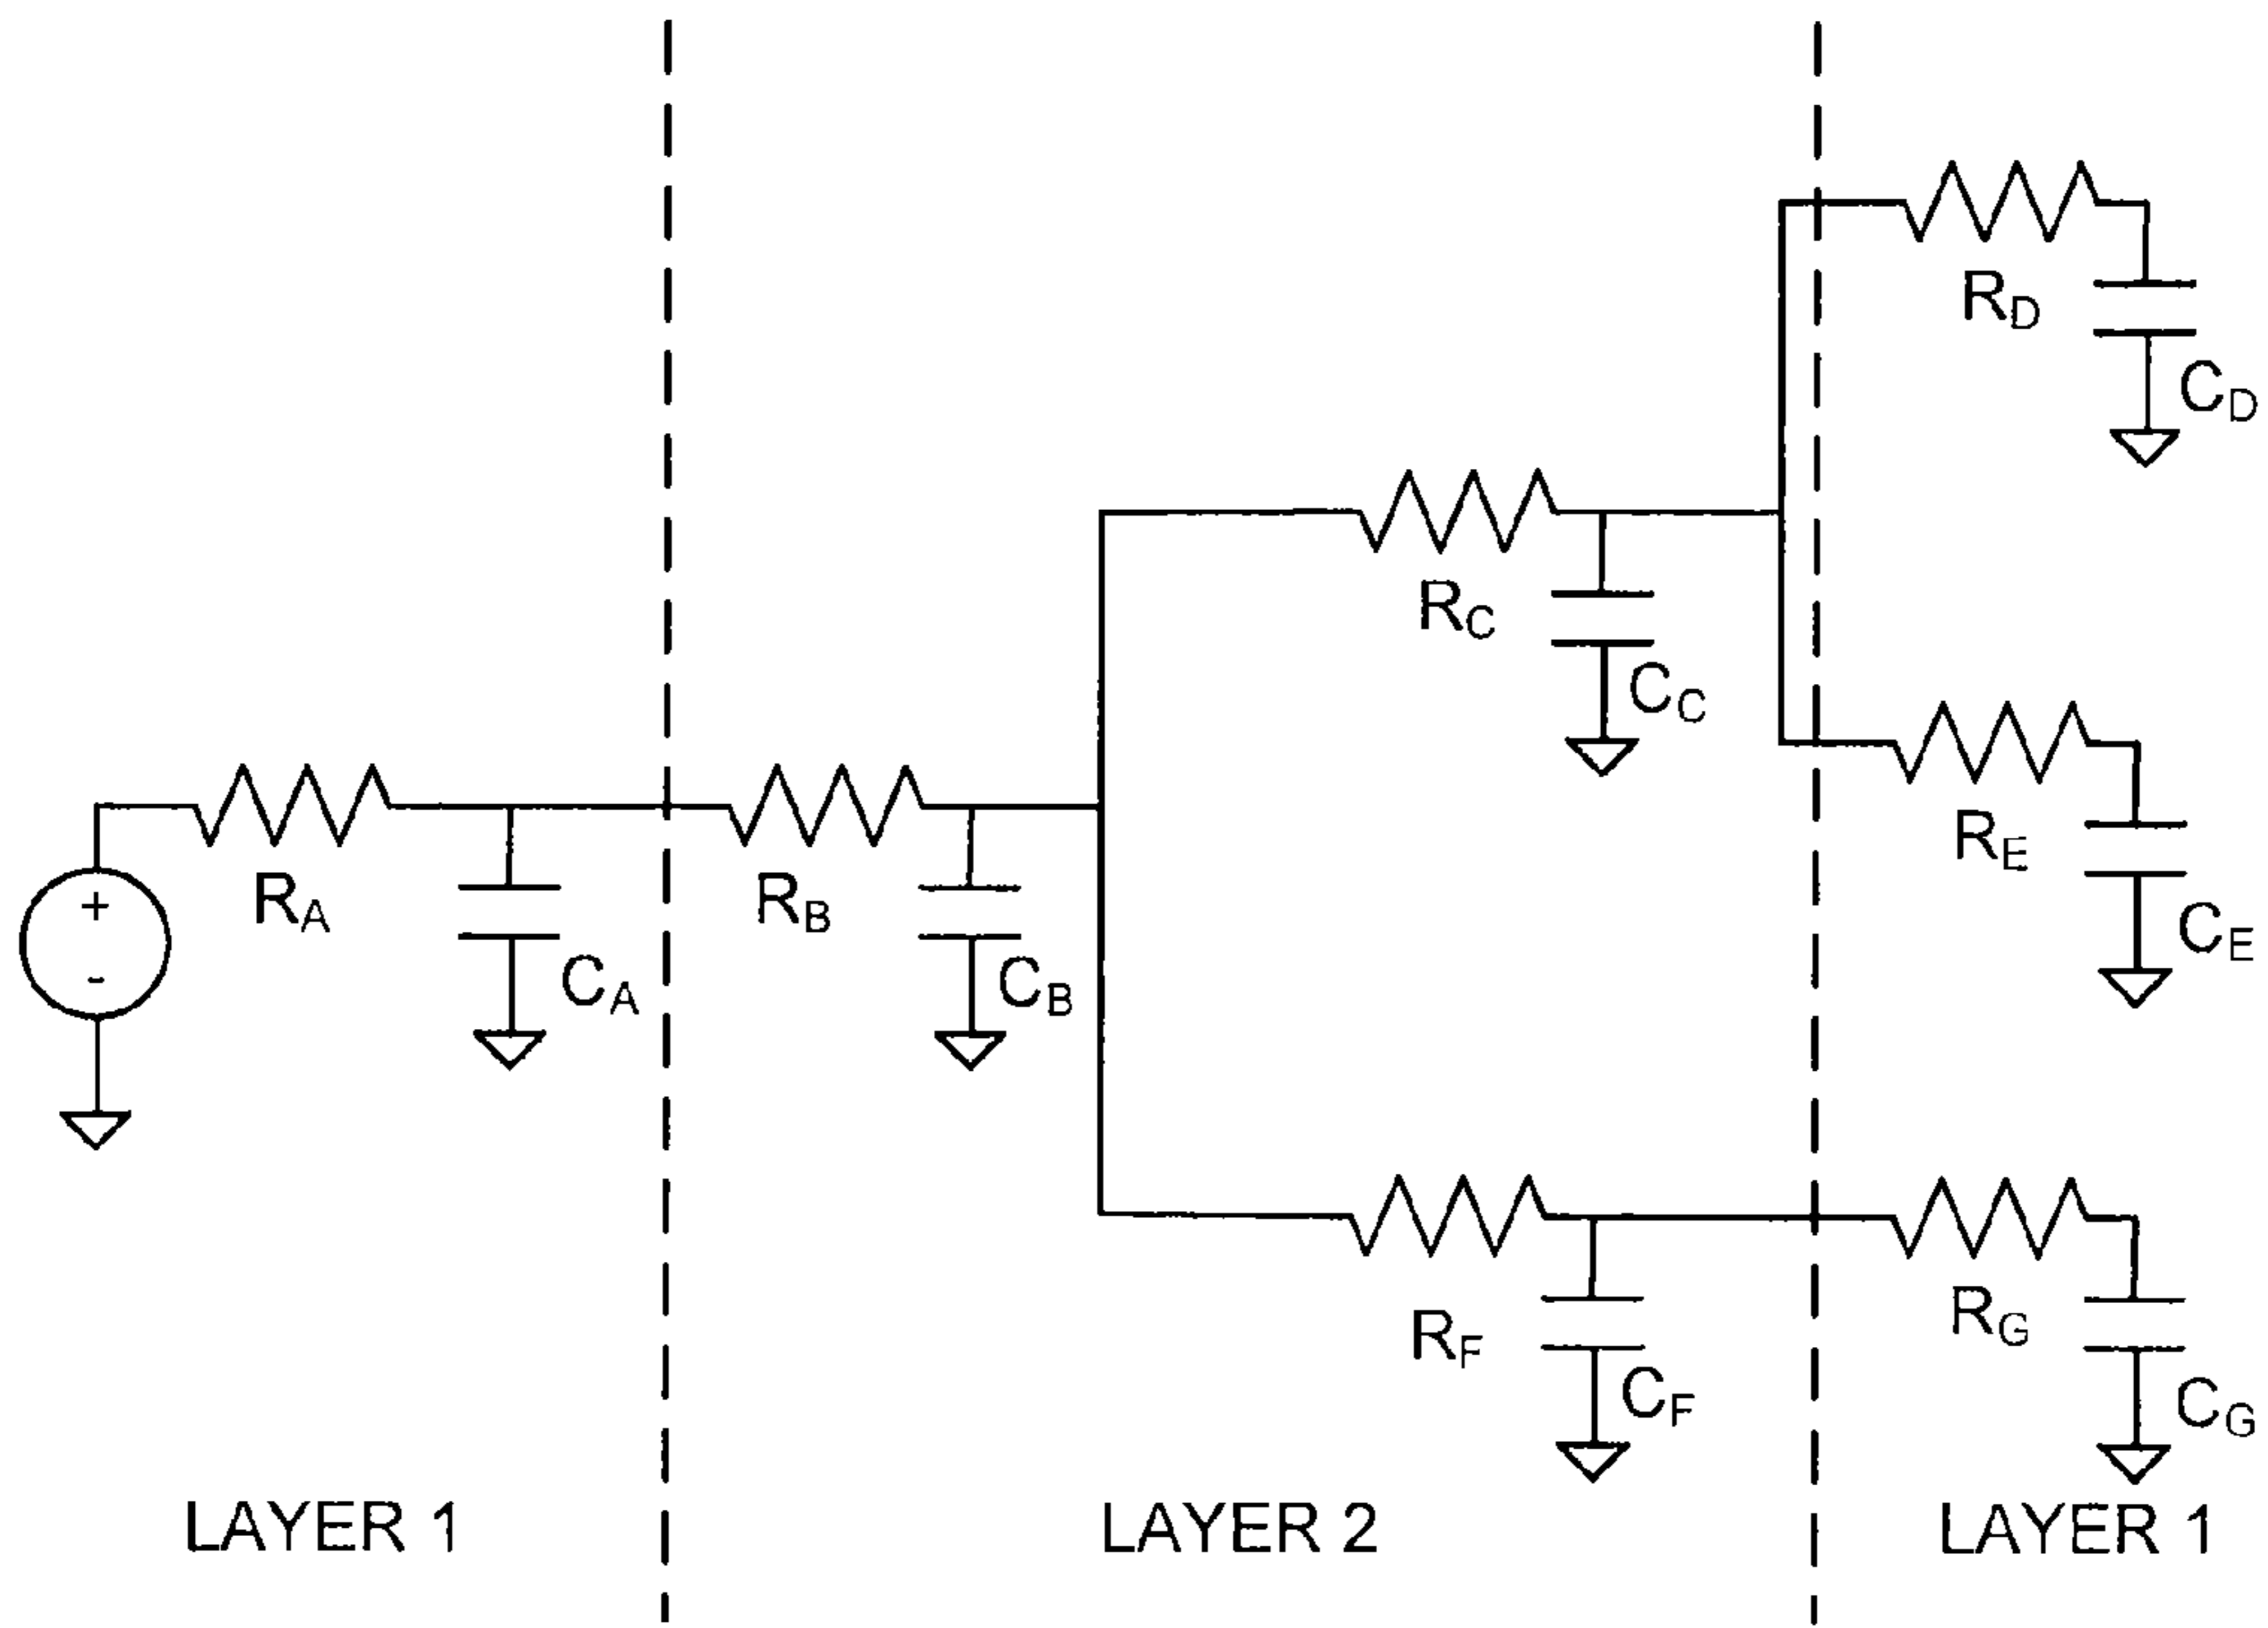 R_D
C_D
R_C
C_C
R_E
C_E
R_A
C_A
R_B
C_B
+
-
R_F
C_F
R_G
C_G
LAYER 1
LAYER 2
LAYER 1